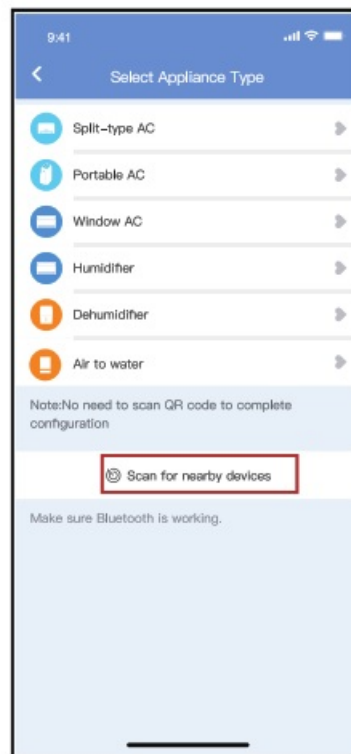 9:41
Select Appliance Type
Split-type AC
Portable AC
Window AC
Humidifier
Dehumidifier
Air to water
Note:No need to scan QR code to complete
configuration
Scan for nearby devices
Make sure Bluetooth is working.